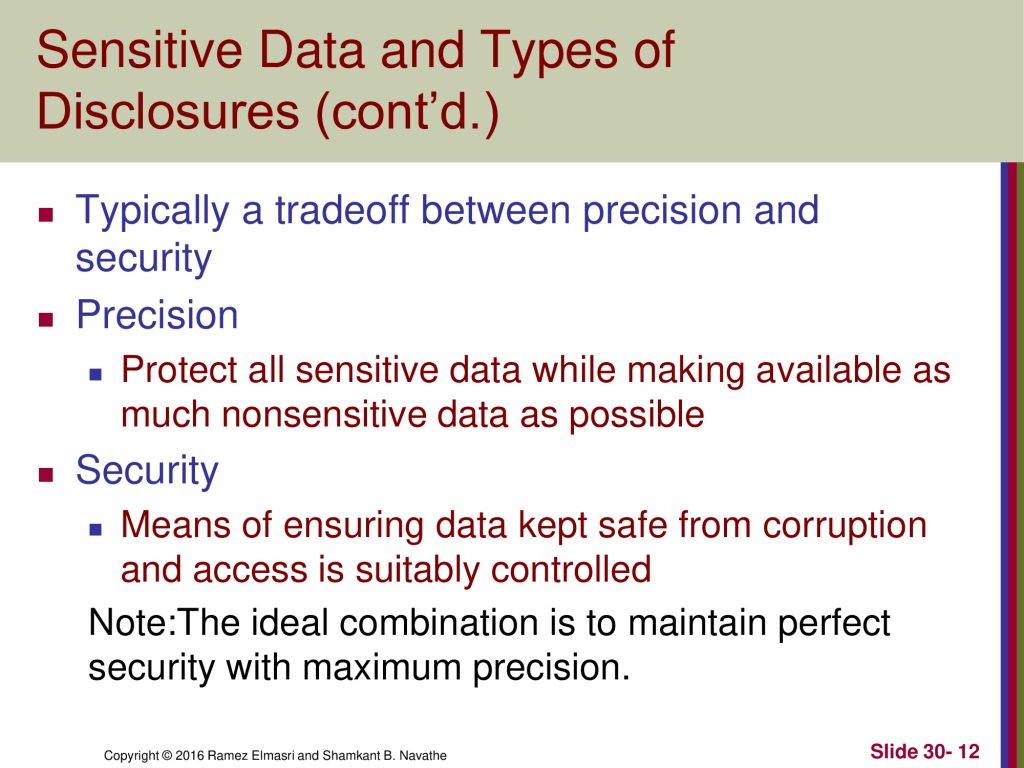 Sensitive Data and Types of
Disclosures (cont’d.)
Typically a tradeoff between precision and
security
Precision
Protect all sensitive data while making available as
much nonsensitive data as possible
Security
Means of ensuring data kept safe from corruption
and access is suitably controlled
Note:The ideal combination is to maintain perfect
security with maximum precision.
Copyright © 2016 Ramez Elmasri and Shamkant B. Navathe
Slide 30- 12